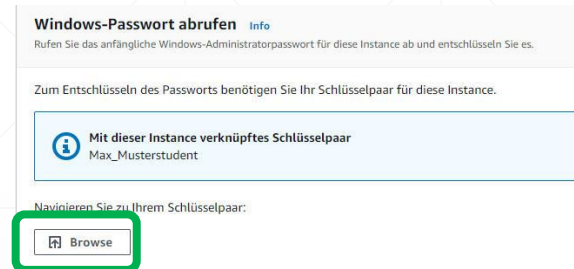 Windows-Passwort abrufen Info
Rufen Sie das anfängliche Windows-Administratorpasswort für diese Instance ab und entschlüsseln Sie es.
Zum Entschlüsseln des Passworts benötigen Sie Ihr Schlüsselpaar für diese Instance.
Mit dieser Instance verknüpftes Schlüsselpaar
Max_Musterstudent
Navigieren Sie zu Ihrem Schlüsselpaar:
Browse